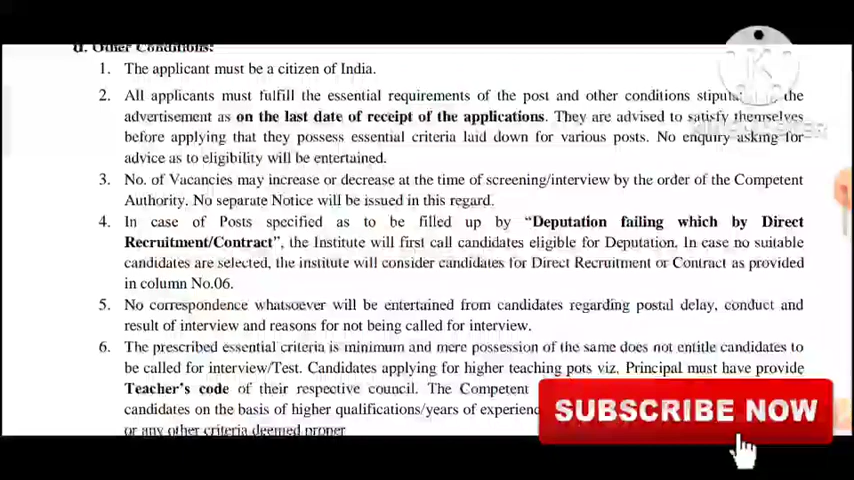 d. Other Conditions:
1. The applicant must be a citizen of India.
2. All applicants must fulfill the essential requirements of the post and other conditions the
advertisement as on the last date of receipt of the applications. They are advised to satisfy themselves
before applying that they possess essential criteria laid down for various posts. No enquiry asking for
advice as to eligibility will be entertained.
3. No. of Vacancies may increase or decrease at the time of screening/interview by the order of the Competent
Authority. No separate Notice will be issued in this regard.
4. In case of Posts specified as to be filled up by “Deputation failing which by Direct
Recruitment/Contract”, the Institute will first call candidates eligible for Deputation. In case no suitable
candidates are selected, the institute will consider candidates for Direct Recruitment or Contract as provided
in column No.06.
5. No correspondence whatsoever will be entertained from candidates regarding postal delay, conduct and
result of interview and reasons for not being called for interview.
6. The prescribed essential criteria is minimum and mere possession of the same does not entitle candidates to
be called for interview/Test. Candidates applying for higher teaching pots viz. Principal must have provide
Teacher’s code of their respective council. The Competent
candidates on the basis of higher qualifications/years of
or any other criteria deemed proper
SUBSCRIBE NOW